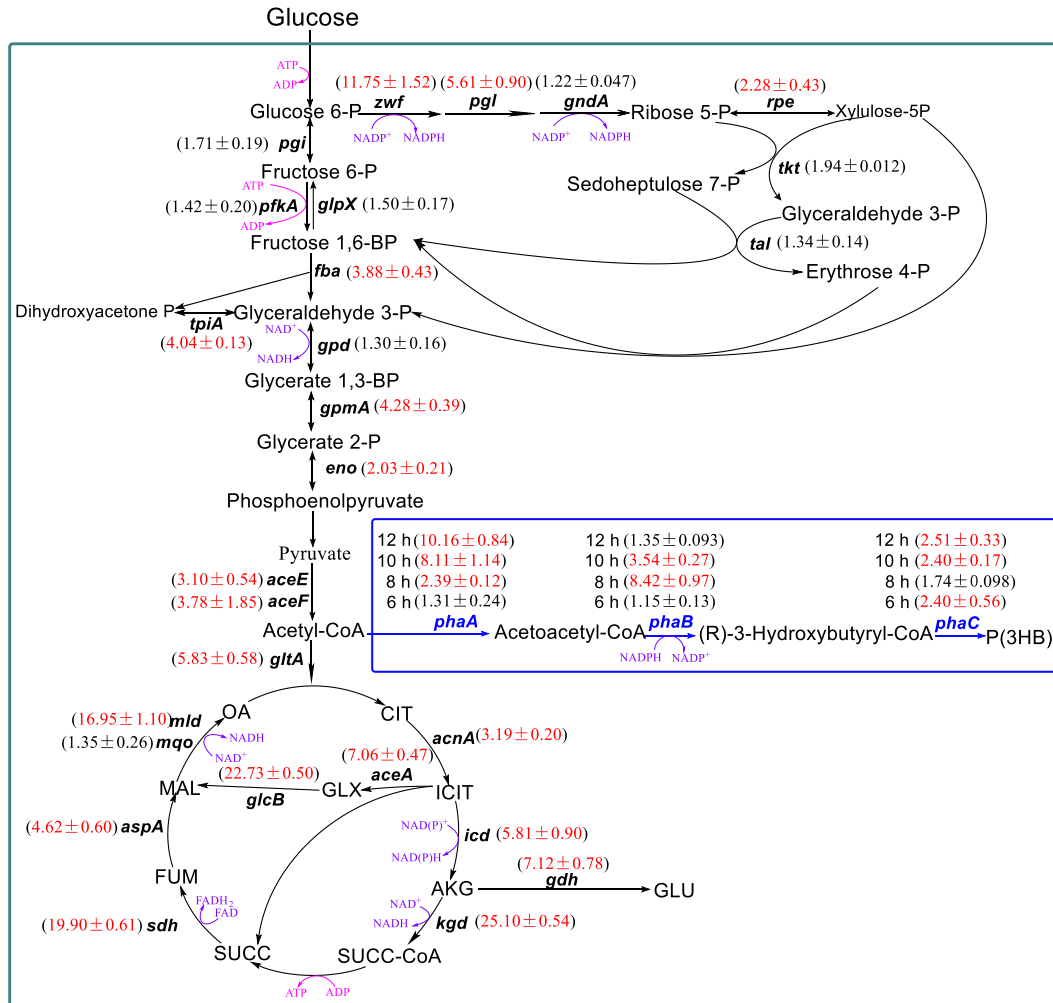 Glucose
ATP
ADP
(11.75±1.52) (5.61±0.90) (1.22±0.047) (2.28±0.43)
Glucose 6-P zwf pgl gndA Ribose 5-P rpe Xylulose-5P
NADP+ NADPH NADP+ NADPH
(1.71±0.19) pgi
tkt (1.94±0.012)
Fructose 6-P
Sedoheptulose 7-P
ATP
(1.42±0.20) pfkA glpX (1.50±0.17)
ADP
Glyceraldehyde 3-P
Fructose 1,6-BP
tal (1.34±0.14)
fba (3.88±0.43)
Erythrose 4-P
Dihydroxyacetone P Glyceraldehyde 3-P
tpiA
(4.04±0.13)
NAD+
NADH
gpd (1.30±0.16)
Glycerate 1,3-BP
gpmA (4.28±0.39)
Glycerate 2-P
eno (2.03±0.21)
Phosphoenolpyruvate
Pyruvate
(3.10±0.54) aceE
(3.78±1.85) aceF
12 h (10.16±0.84) 12 h (1.35±0.093) 12 h (2.51±0.33)
10 h (8.11±1.14) 10 h (3.54±0.27) 10 h (2.40±0.17)
8 h (2.39±0.12) 8 h (8.42±0.97) 8 h (1.74±0.098)
6 h (1.31±0.24) 6 h (1.15±0.13) 6 h (2.40±0.56)
Acetyl-CoA phaA Acetoacetyl-CoA phaB (R)-3-Hydroxybutyryl-CoA phaC P(3HB)
NADPH NADP+
(5.83±0.58) gltA
OA CIT
(16.95±1.10) mld
(1.35±0.26) mqo
NADH
NAD+
acnA (3.19±0.20)
(7.06±0.47)
aceA
(22.73±0.50)
MAL glcB GLX ICIT
(4.62±0.60) aspA
NAD(P)+
NAD(P)H
icd (5.81±0.90)
(7.12±0.78)
FUM AKG gdh GLU
FADH2
FAD
(19.90±0.61) sdh
NAD+
NADH
kgd (25.10±0.54)
SUCC SUCC-CoA
ATP ADP